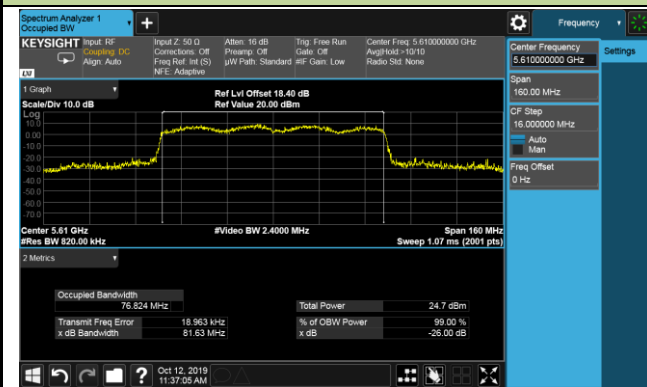 Spectrum Analyzer 1
Occupied BW
+
Frequency
KEYSIGHT
Input: RF
Coupling: DC
Align: Auto
Input Z: 50 Ω
Corrections: Off
Freq Ref: Int (S)
NFE: Adaptive
Atten: 16 dB
Preamp: Off
µW Path: Standard
Trig: Free Run
Gate: Off
#IF Gain: Low
Center Freq: 5.610000000 GHz
Avg|Hold:>10/10
Radio Std: None
LXI
Center Frequency
5.610000000 GHz
Settings
Span
160.00 MHz
CF Step
16.000000 MHz
Auto
Man
Freq Offset
0 Hz
1 Graph
Scale/Div 10.0 dB
Ref Lvl Offset 18.40 dB
Ref Value 20.00 dBm
Log
10.0
0.00
-10.0
-20.0
-30.0
-40.0
-50.0
-60.0
-70.0
Center 5.61 GHz
#Video BW 2.4000 MHz
Span 160 MHz
#Res BW 820.00 kHz
Sweep 1.07 ms (2001 pts)
2 Metrics
Occupied Bandwidth
76.824 MHz
Total Power 24.7 dBm
Transmit Freq Error 18.963 kHz
% of OBW Power 99.00 %
x dB Bandwidth 81.63 MHz
x dB -26.00 dB
?
Oct 12, 2019
11:37:05 AM